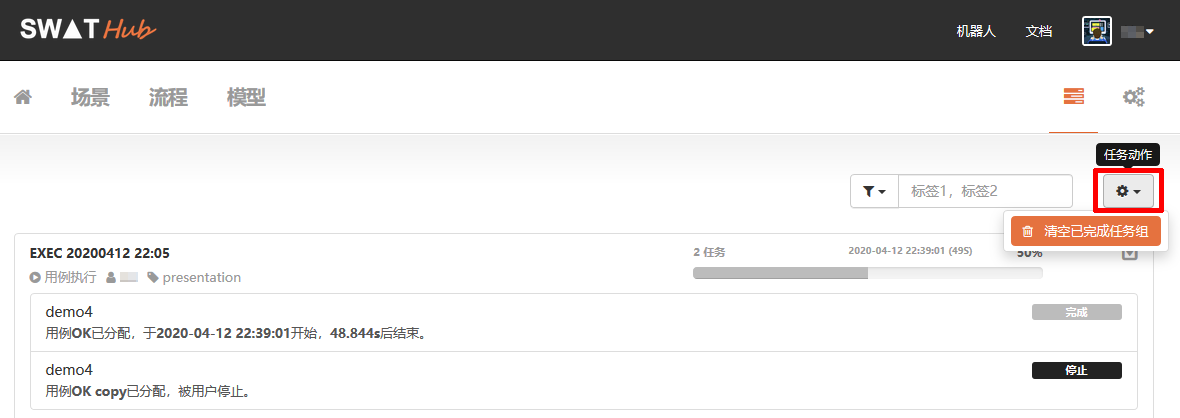 SWAT Hub
机器人 文档
场景 流程 模型
任务动作
标签1，标签2
清空已完成任务组
EXEC 20200412 22:05 2 任务 2020-04-12 22:39:01 (49S) 50%
用例执行 presentation
demo4 完成
用例OK已分配，于2020-04-12 22:39:01开始，48.844s后结束。
demo4 停止
用例OK copy已分配，被用户停止。